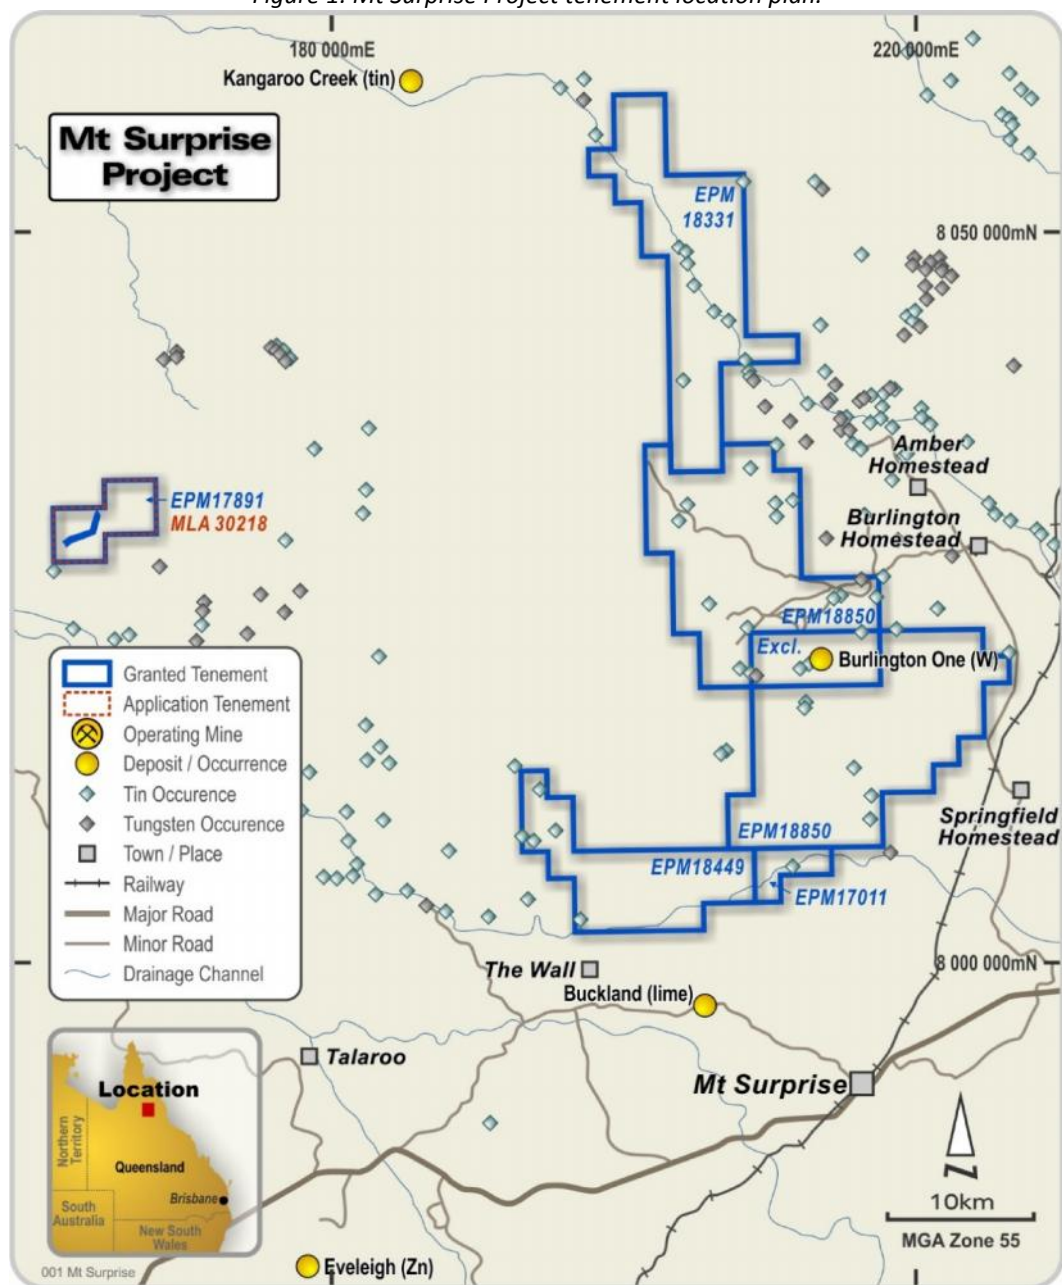 Figure 1: Mt Surprise Project tenement location plan.
180 000mE
220 000mE
Kangaroo Creek (tin)
Mt Surprise
Project
EPM
18331
8 050 000mN
Amber
Homestead
EPM17891
MLA 30218
Burlington
Homestead
EPM18850
Excl.
Burlington One (W)
Granted Tenement
Application Tenement
Operating Mine
Deposit / Occurrence
Tin Occurence
Tungsten Occurence
Town / Place
Railway
Major Road
Minor Road
Drainage Channel
Springfield
Homestead
EPM18850
EPM18449
EPM17011
8 000 000mN
The Wall
Buckland (lime)
Talaroo
Mt Surprise
Location
Northern
Territory
Queensland
Brisbane
South
Australia
New South
Wales
N
10km
MGA Zone 55
Eveleigh (Zn)
001 Mt Surprise